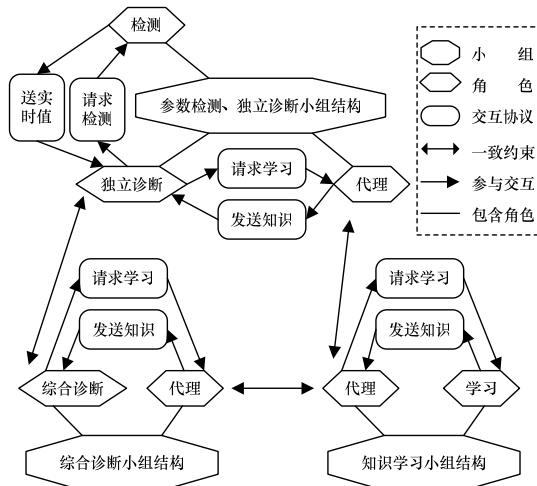 检测
送实
时值
请求
检测
参数检测、独立诊断小组结构
独立诊断
请求学习
发送知识
代理
小 组
角 色
交互协议
一致约束
参与交互
包含角色
请求学习
发送知识
综合诊断
代理
综合诊断小组结构
请求学习
发送知识
代理
学习
知识学习小组结构